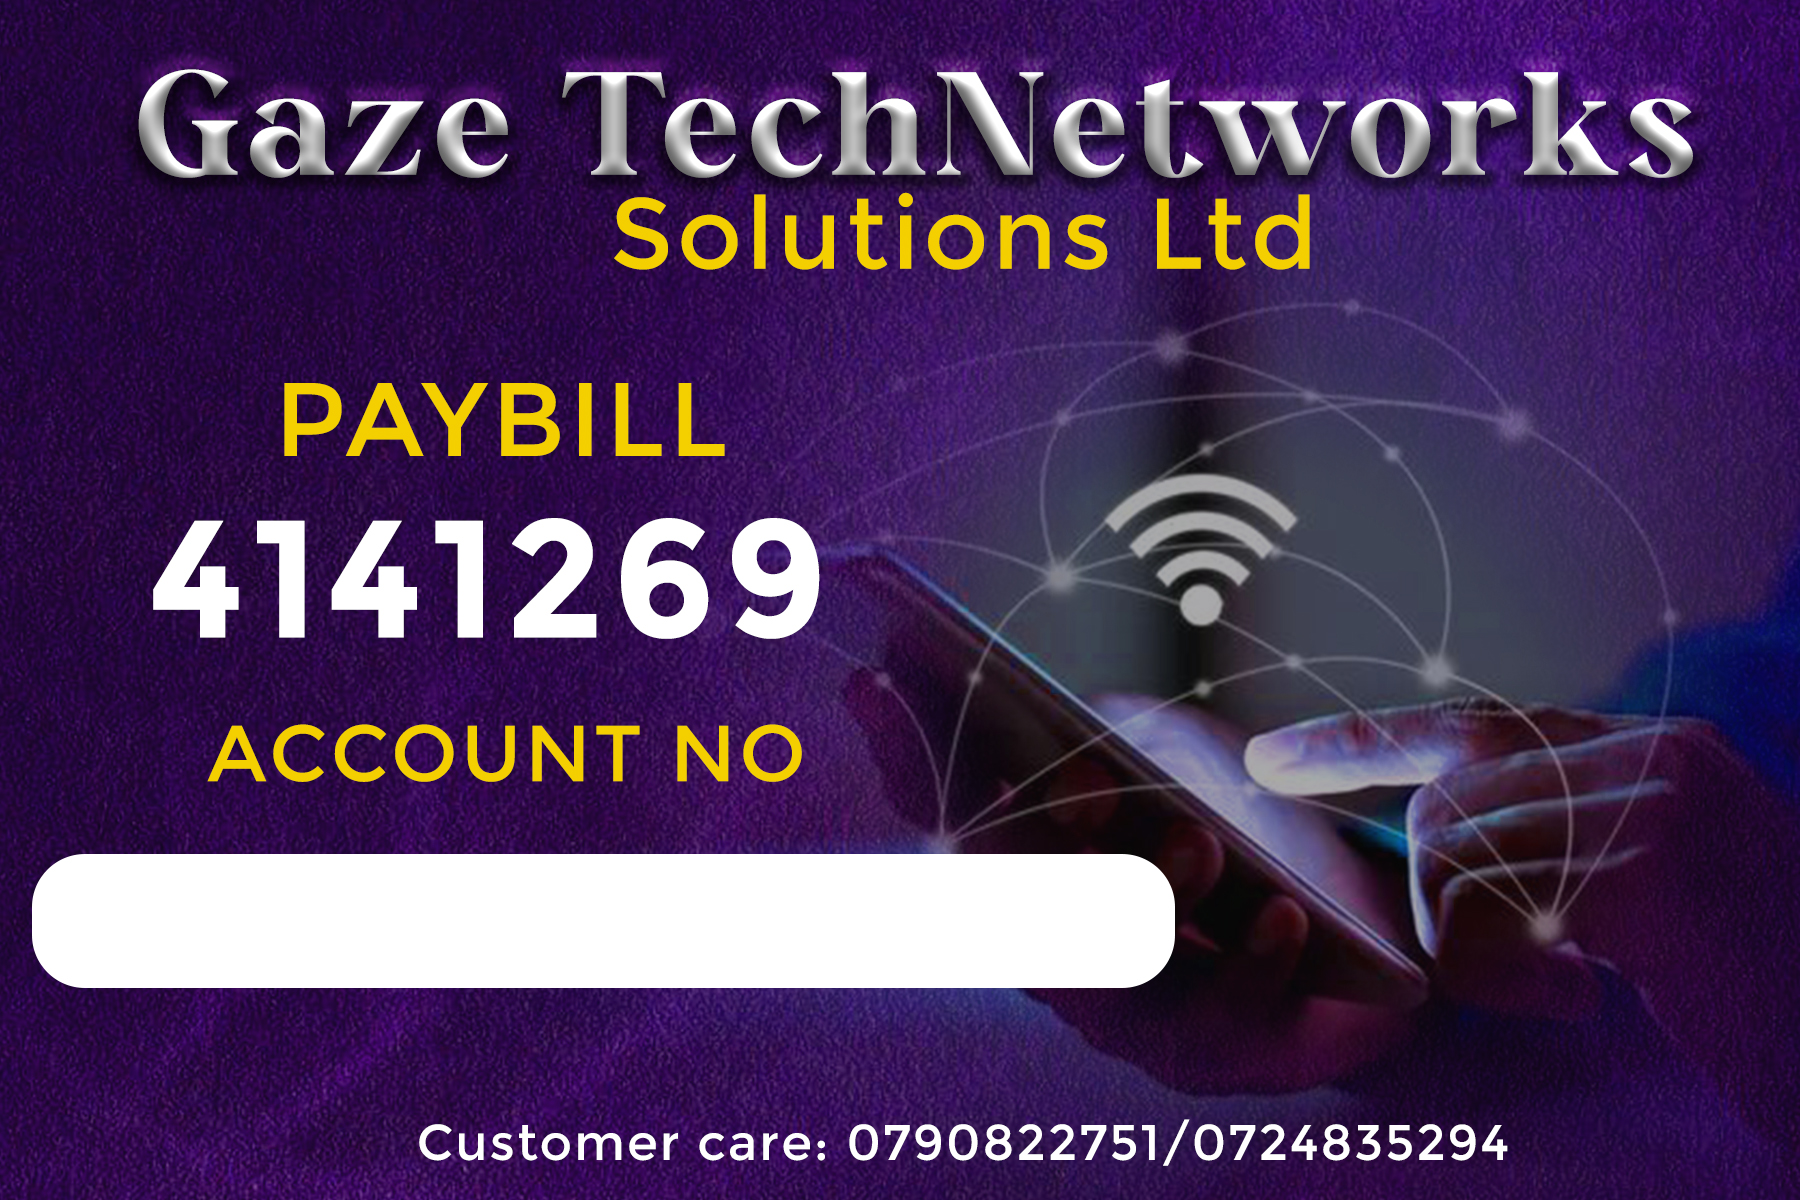 Gaze TechNetworks
Solutions Ltd
PAYBILL
4141269
ACCOUNT NO
Customer care: 0790822751/0724835294